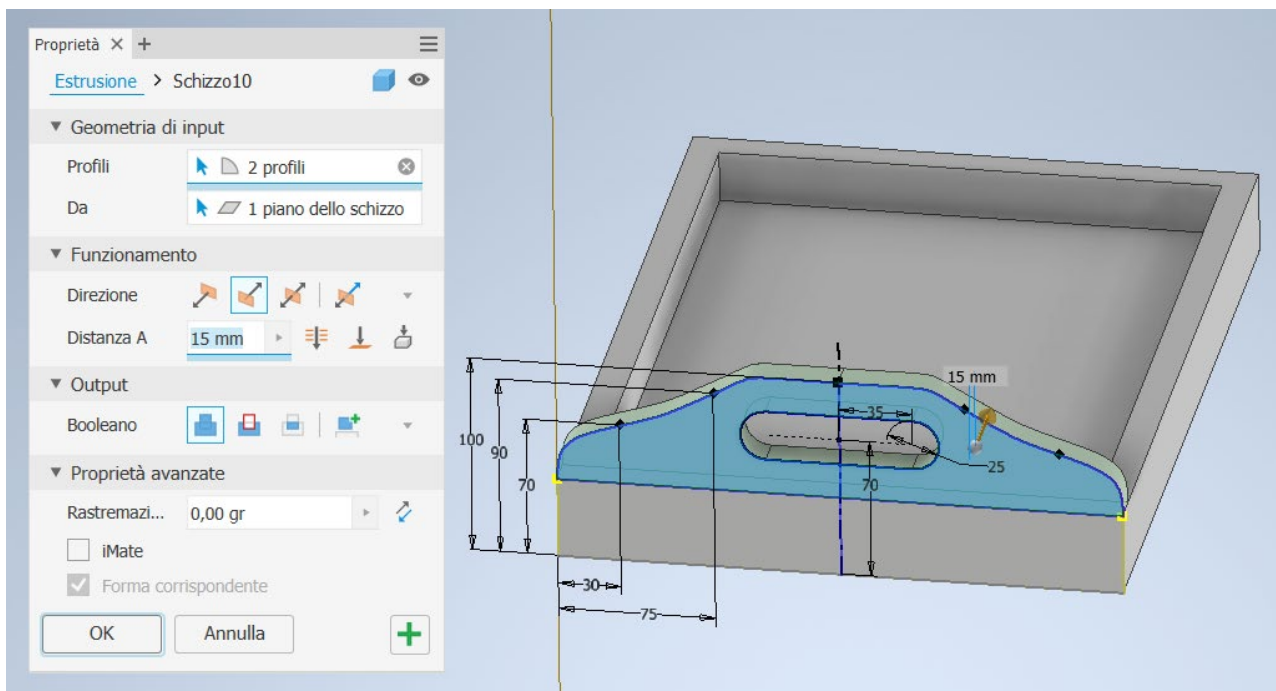 Proprietà × +
Estrusione > Schizzo10
Geometria di input
Profili 2 profili
Da 1 piano dello schizzo
Funzionamento
Direzione
Distanza A 15 mm
Output
Booleano
Proprietà avanzate
Rastremazi... 0,00 gr
iMate
Forma corrispondente
OK Annulla
15 mm
35
100
90
70
25
70
30
75